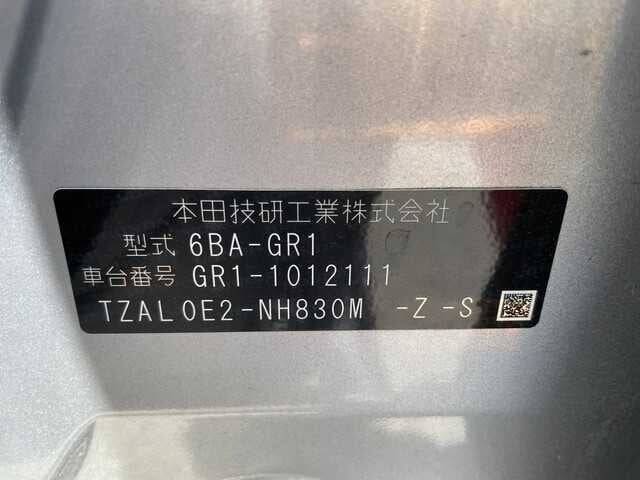 本田技研工業株式会社
型式 6BA-GR1
車台番号 GR1-1012111
TZAL0E2-NH830M -Z -S